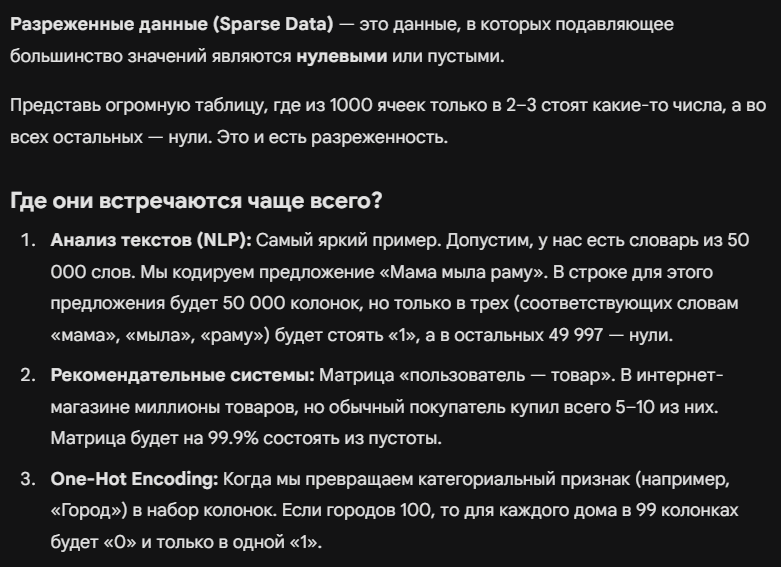 Разреженные данные (Sparse Data) — это данные, в которых подавляющее
большинство значений являются нулевыми или пустыми.
Представь огромную таблицу, где из 1000 ячеек только в 2–3 стоят какие-то числа, а во
всех остальных — нули. Это и есть разреженность.
Где они встречаются чаще всего?
1. Анализ текстов (NLP): Самый яркий пример. Допустим, у нас есть словарь из 50
000 слов. Мы кодируем предложение «Мама мыла раму». В строке для этого
предложения будет 50 000 колонок, но только в трех (соответствующих словам
«мама», «мыла», «раму») будет стоять «1», а в остальных 49 997 — нули.
2. Рекомендательные системы: Матрица «пользователь — товар». В интернет-
магазине миллионы товаров, но обычный покупатель купил всего 5–10 из них.
Матрица будет на 99.9% состоять из пустоты.
3. One-Hot Encoding: Когда мы превращаем категориальный признак (например,
«Город») в набор колонок. Если городов 100, то для каждого дома в 99 колонках
будет «0» и только в одной «1».